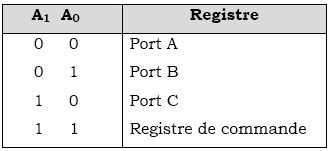 A₁ A₀ Registre
0 0 Port A
0 1 Port B
1 0 Port C
1 1 Registre de commande